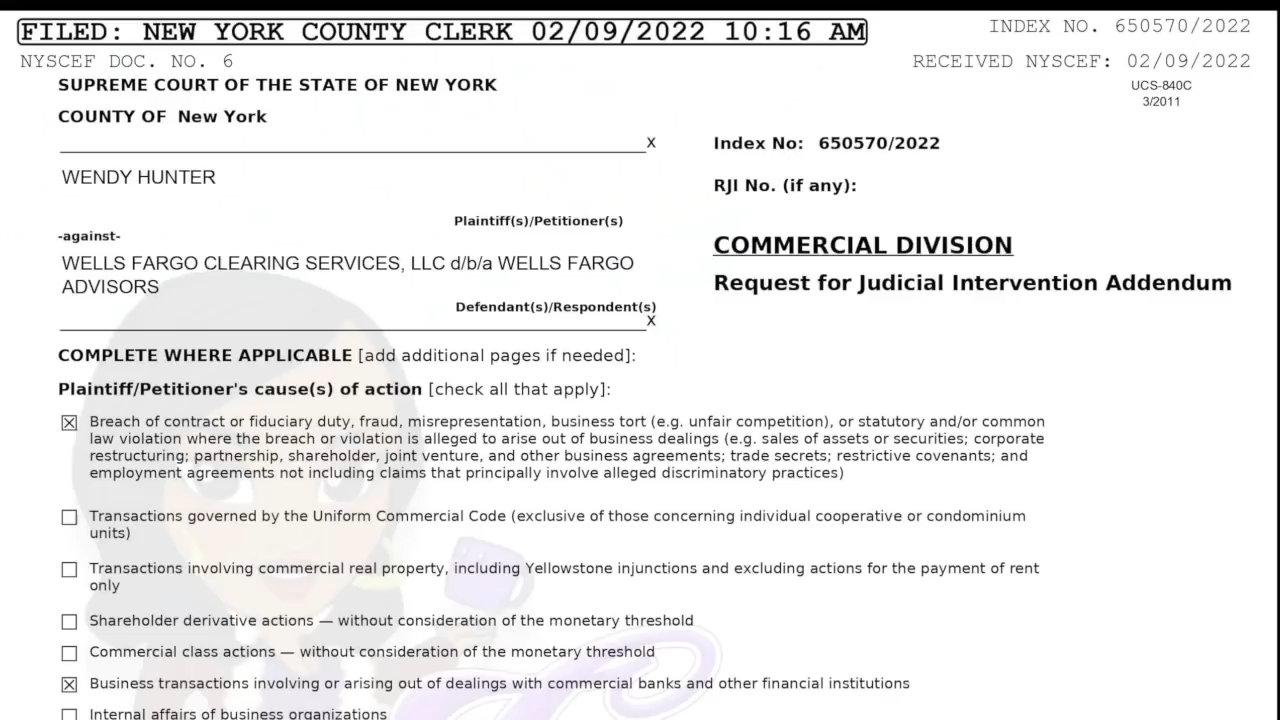 FILED: NEW YORK COUNTY CLERK 02/09/2022 10:16 AM
INDEX NO. 650570/2022
NYSCEF DOC. NO. 6
RECEIVED NYSCEF: 02/09/2022
SUPREME COURT OF THE STATE OF NEW YORK
UCS-840C
3/2011
COUNTY OF New York
x
Index No: 650570/2022
WENDY HUNTER
RJI No. (if any):
Plaintiff(s)/Petitioner(s)
-against-
COMMERCIAL DIVISION
WELLS FARGO CLEARING SERVICES, LLC d/b/a WELLS FARGO
ADVISORS
Request for Judicial Intervention Addendum
Defendant(s)/Respondent(s)
x
COMPLETE WHERE APPLICABLE [add additional pages if needed]:
Plaintiff/Petitioner's cause(s) of action [check all that apply]:
Breach of contract or fiduciary duty, fraud, misrepresentation, business tort (e.g. unfair competition), or statutory and/or common
law violation where the breach or violation is alleged to arise out of business dealings (e.g. sales of assets or securities; corporate
restructuring; partnership, shareholder, joint venture, and other business agreements; trade secrets; restrictive covenants; and
employment agreements not including claims that principally involve alleged discriminatory practices)
Transactions governed by the Uniform Commercial Code (exclusive of those concerning individual cooperative or condominium
units)
Transactions involving commercial real property, including Yellowstone injunctions and excluding actions for the payment of rent
only
Shareholder derivative actions — without consideration of the monetary threshold
Commercial class actions — without consideration of the monetary threshold
Business transactions involving or arising out of dealings with commercial banks and other financial institutions
Internal affairs of business organizations